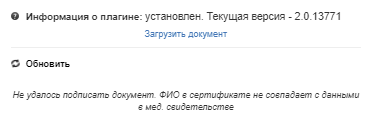 Информация о плагине: установлен. Текущая версия - 2.0.13771
Загрузить документ
Обновить
Не удалось подписать документ. ФИО в сертификате не совпадает с данными
в мед. свидетельстве